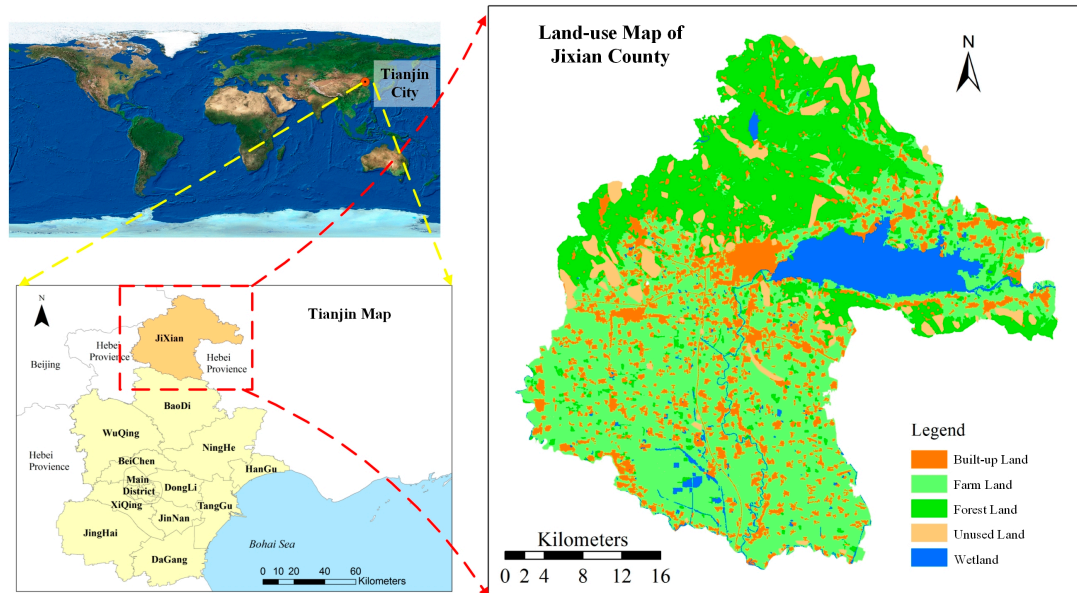 Tianjin
City
Land-use Map of
Jixian County
N
Tianjin Map
N
JiXian
Hebei
Provience
Hebei
Provience
Beijing
BaoDi
WuQing
NingHe
Hebei
Provience
BeiChen
HanGu
Main
District
DongLi
XiQing
TangGu
JinNan
JingHai
Bohai Sea
DaGang
0 10 20 40 60
Kilometers
Legend
Built-up Land
Farm Land
Forest Land
Unused Land
Wetland
Kilometers
0 2 4 8 12 16